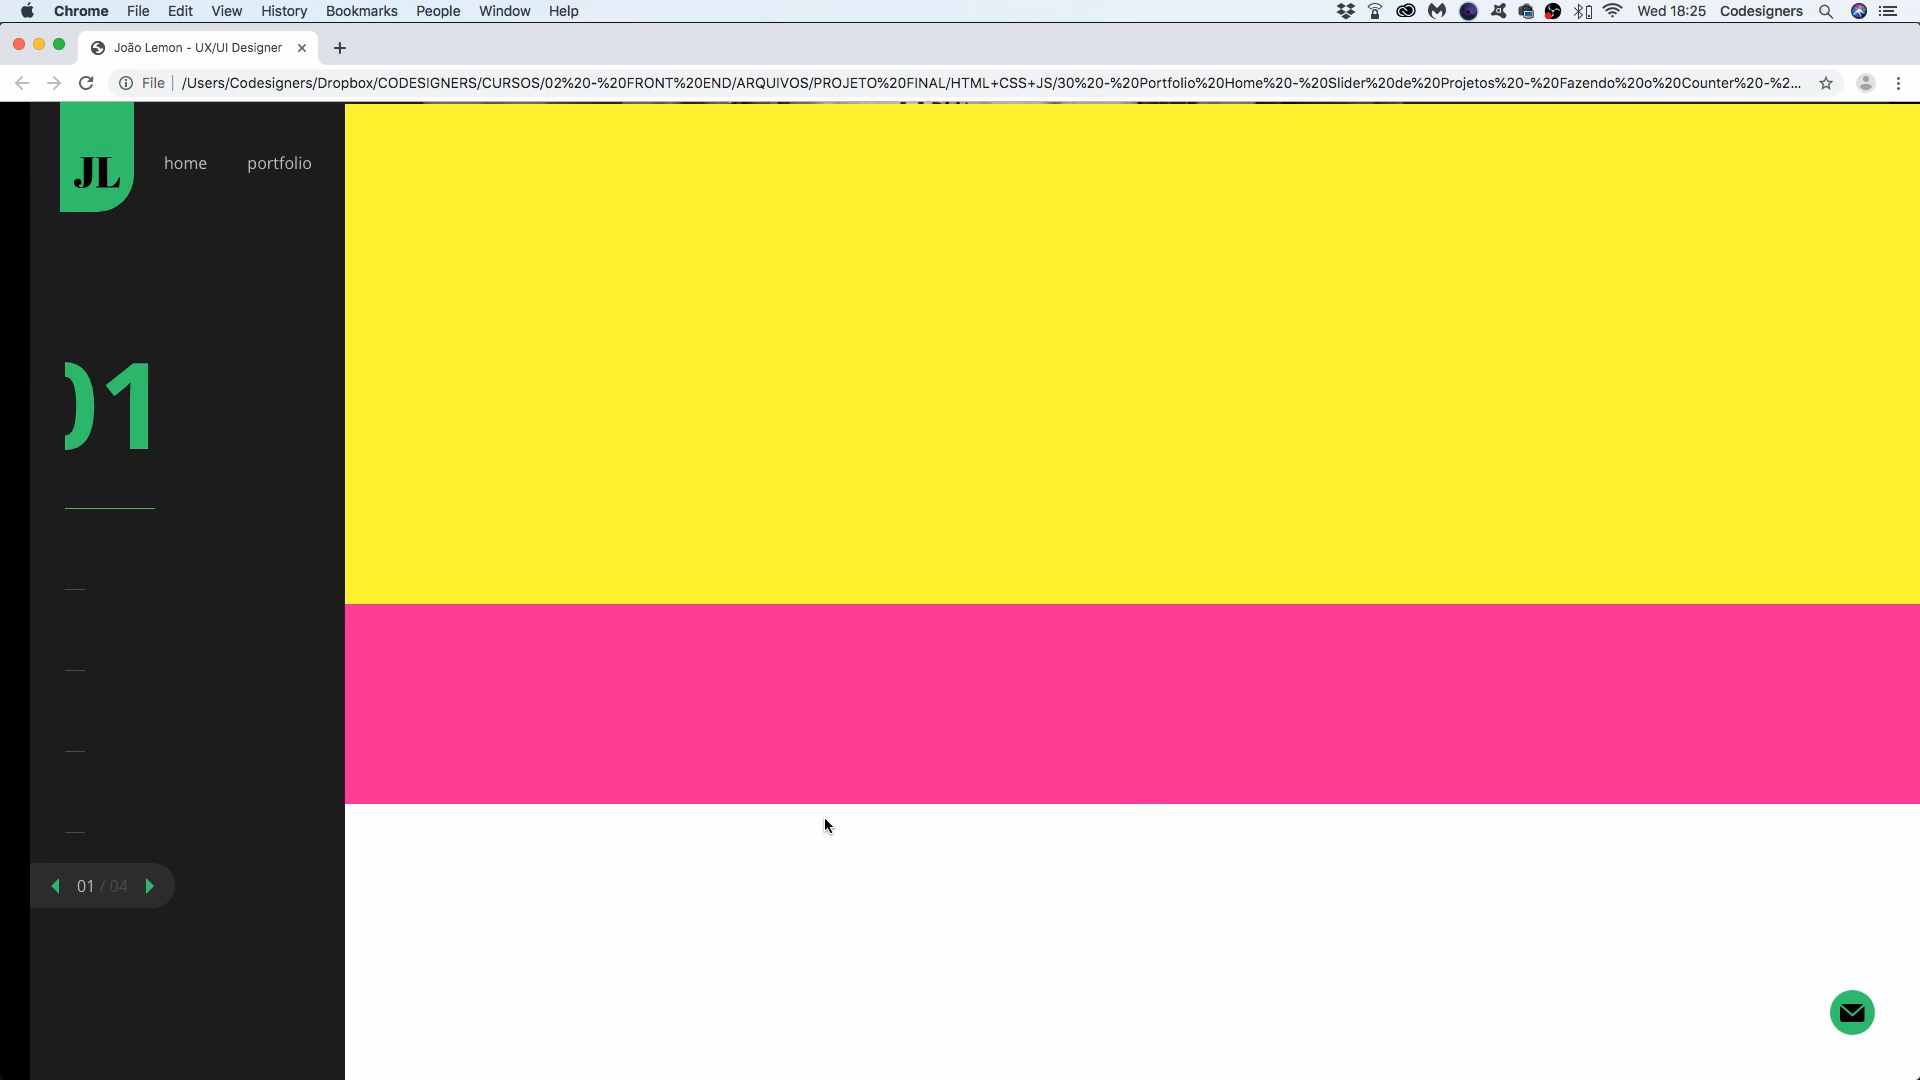 Chrome File Edit View History Bookmarks People Window Help Wed 18:25 Codesigners
João Lemon - UX/UI Designer
File /Users/Codesigners/Dropbox/CODESIGNERS/CURSOS/02%20-%20FRONT%20END/ARQUIVOS/PROJETO%20FINAL/HTML+CSS+JS/30%20-%20Portfolio%20Home%20-%20Slider%20de%20Projetos%20-%20Fazendo%20o%20Counter%20-%2...
JL home portfolio
01
01 / 04